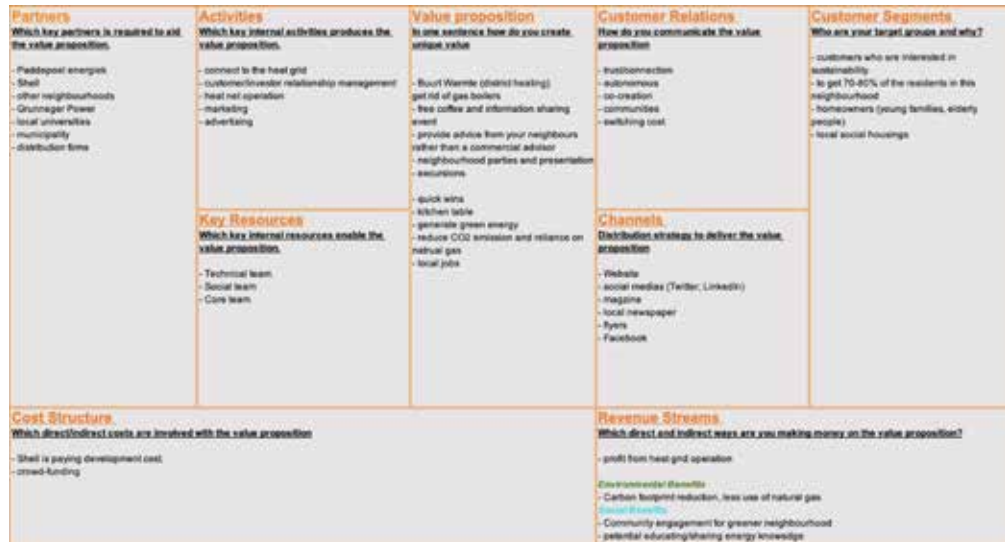 Partners
Which key partners is required to aid
the value proposition.
- Paddepoel energies
- Shell
- other neighbourhoods
- Grunneger Power
- local universities
- municipality
- distribution firms
Activities
Which key internal activities produces the
value proposition.
- connect to the heat grid
- customer/investor relationship management
- heat net operation
- marketing
- advertizing
Key Resources
Which key internal resources enable the
value proposition.
- Technical team
- Social team
- Core team
Value proposition
In one sentence how do you create
unique value
- Buurt Warmte (district heating)
get rid of gas boilers
- free coffee and information sharing
event
- provide advice from your neighbours
rather than a commercial advisor
- neighbourhood parties and presentation
- excursions
- quick wins
- kitchen table
- generate green energy
- reduce CO2 emission and reliance on
natrual gas
- local jobs
Customer Relations
How do you communicate the value
proposition
- trust/connection
- autonomous
- co-creation
- communities
- switching cost
Channels
Distribution strategy to deliver the value
proposition
- Website
- social medias (Twitter, LinkedIn)
- magzine
- local newspaper
- flyers
- Facebook
Customer Segments
Who are your target groups and why?
- customers who are interested in
sustainability
- to get 70-80% of the residents in this
neighbourhood
- homeowners (young families, elderly
people)
- local social housings
Cost Structure
Which direct/indirect costs are involved with the value proposition
- Shell is paying development cost
- crowd-funding
Revenue Streams
Which direct and indirect ways are you making money on the value proposition?
- profit from heat grid operation
Environmental Benefits
- Carbon footprint reduction, less use of natural gas
Social Benefits
- Community engagement for greener neighbourhood
- potential educating/sharing energy knowedge